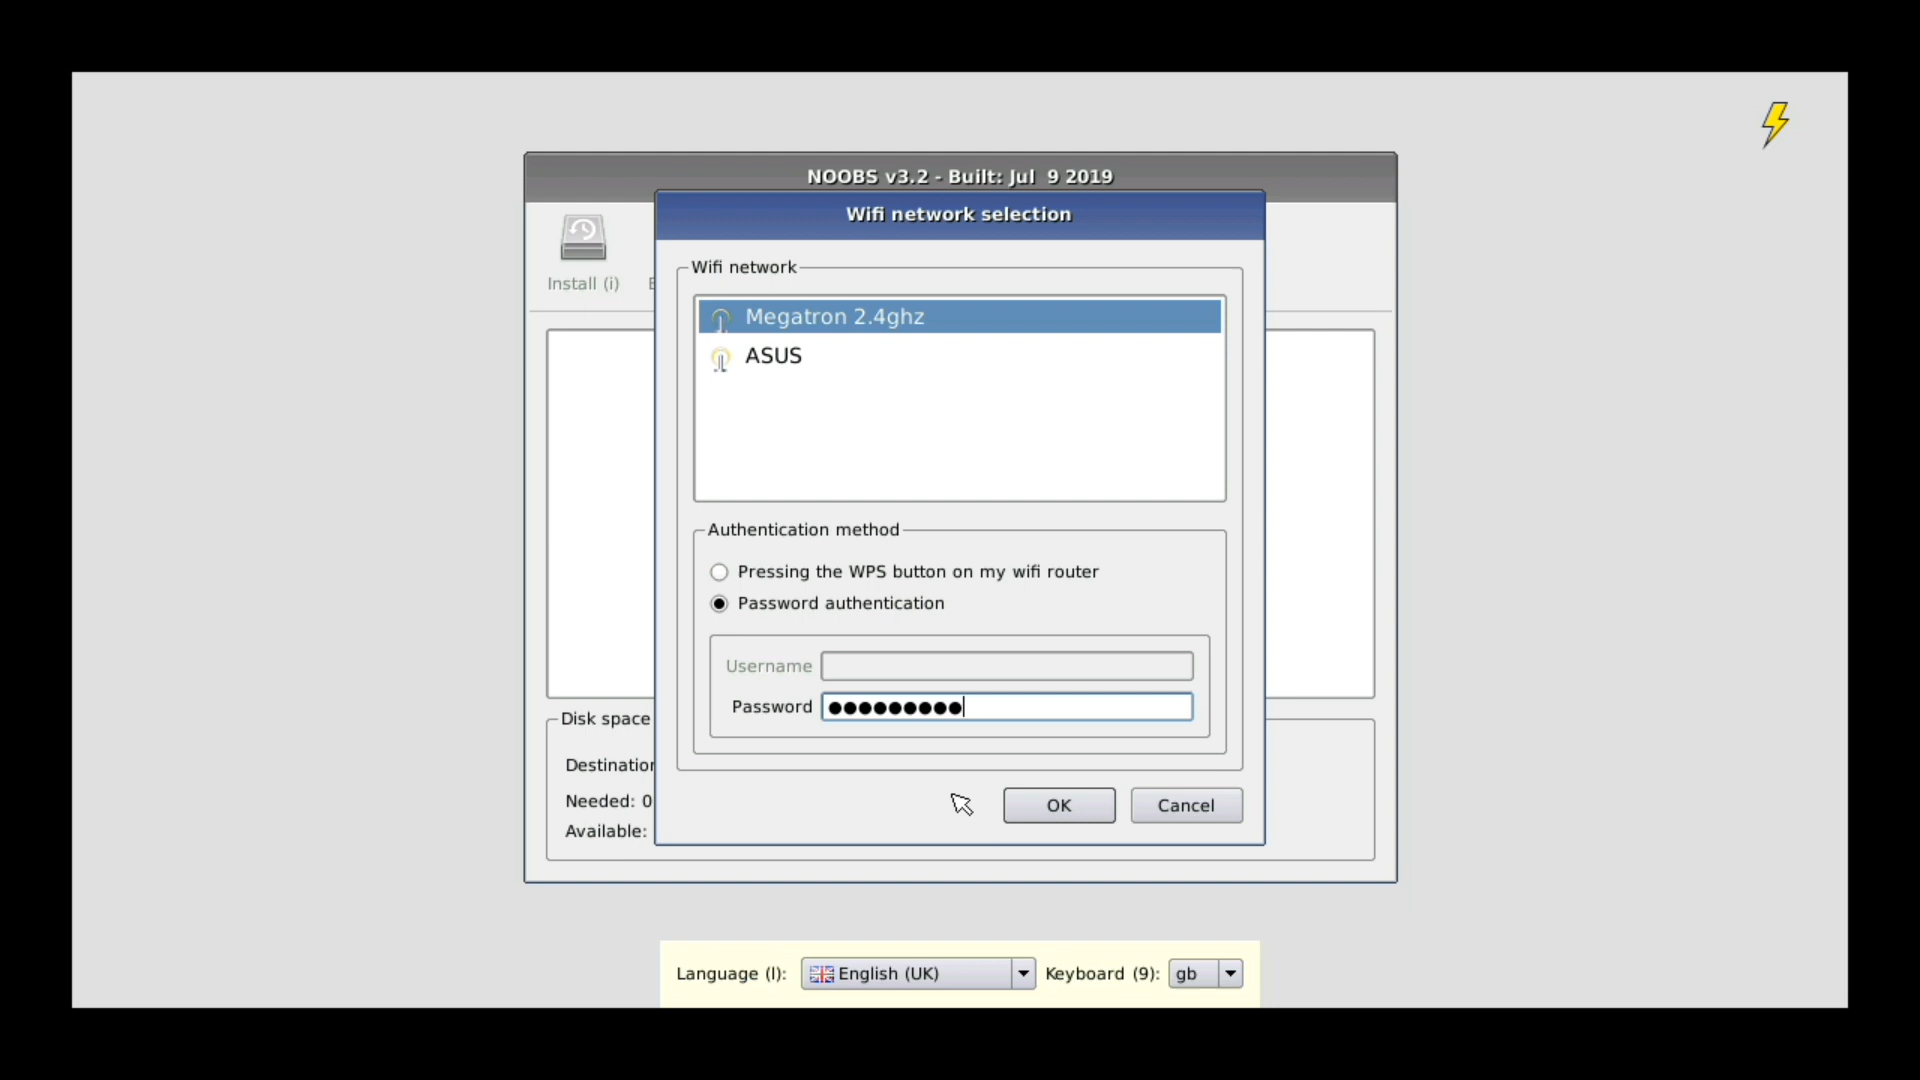 NOOBS v3.2 - Built: Jul 9 2019
Wifi network selection
Install (i)
Wifi network
Megatron 2.4ghz
ASUS
Authentication method
Pressing the WPS button on my wifi router
Password authentication
Username
Password ●●●●●●●●●
Disk space
Needed: 0
Available:
OK Cancel
Language (l): English (UK) Keyboard (9): gb